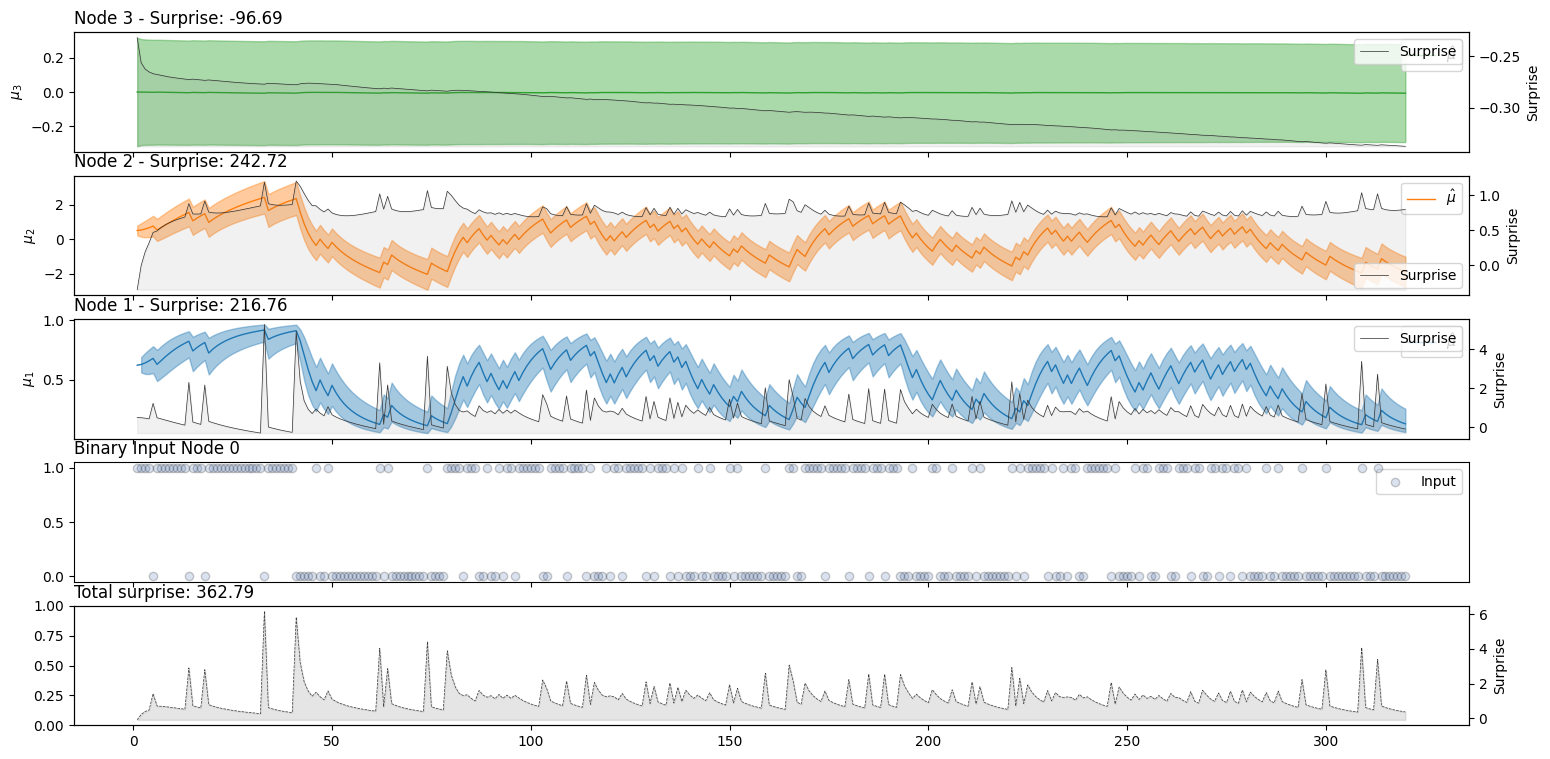 Node 3 - Surprise: -96.69
0.2
0.0
−0.2
μ3
Surprise
−0.25
−0.30
Surprise
Node 2 - Surprise: 242.72
2
0
−2
μ2
μ̂
Surprise
1.0
0.5
0.0
Surprise
Node 1 - Surprise: 216.76
1.0
0.5
μ1
Surprise
4
2
0
Surprise
Binary Input Node 0
1.0
0.5
0.0
Input
Total surprise: 362.79
1.00
0.75
0.50
0.25
0.00
6
4
2
0
Surprise
0 50 100 150 200 250 300